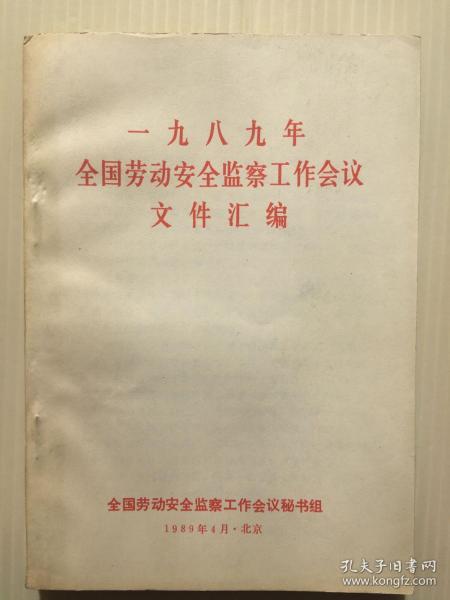 一九八九年
全国劳动安全监察工作会议
文件汇编
全国劳动安全监察工作会议秘书组
1989年4月·北京
孔夫子旧书网
www.kongfz.com